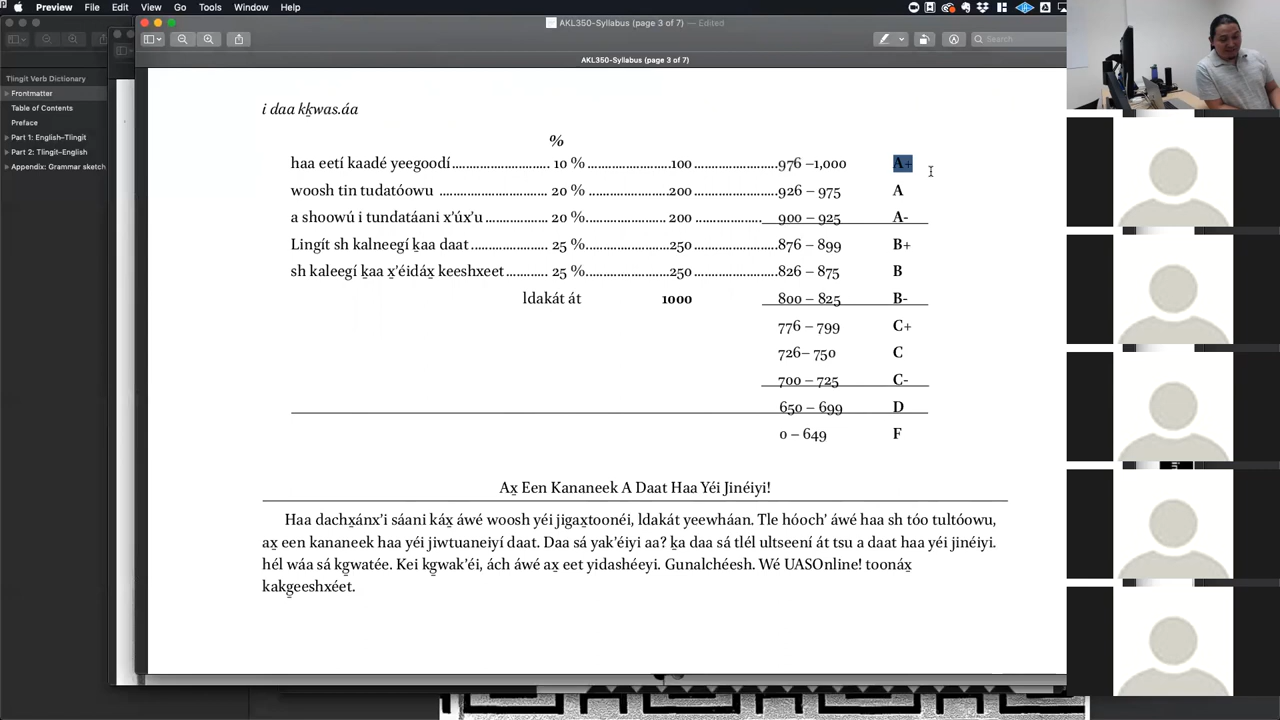 Preview File Edit View Go Tools Window Help
AKL350-Syllabus (page 3 of 7) — Edited
Search
AKL350-Syllabus (page 3 of 7)
Tlingit Verb Dictionary
Frontmatter
Table of Contents
Preface
Part 1: English–Tlingit
Part 2: Tlingit–English
Appendix: Grammar sketch
i daa kḵwas.áa
%
haa eetí kaadé yeegoodí........................... 10 %......................100......................976 –1,000 A+
woosh tin tudatóowu ........................... 20 % ......................200......................926 – 975 A
a shoowú i tundatáani x’úx’u................. 20 %...................... 200 .................900 – 925 A-
Lingít sh kalneegí ḵaa daat................... 25 %......................250 ......................876 – 899 B+
sh kaleegí ḵaa x̱’éidáx̱ keeshxeet............ 25 %......................250 ......................826 – 875 B
ldakát át 1000 800 – 825 B-
776 – 799 C+
726– 750 C
700 – 725 C-
650 – 699 D
0 – 649 F
Ax̱ Een Kananeek A Daat Haa Yéi Jinéiyi!
Haa dachx̱ánx’i sáani káx̱ áwé woosh yéi jigax̱toonéi, ldakát yeewháan. Tle hóoch’ áwé haa sh tóo tultóowu,
ax̱ een kananeek haa yéi jiwtuaneiyí daat. Daa sá yak’éiyi aa? ḵa daa sá tlél ultseení át tsu a daat haa yéi jinéiyi.
hél wáa sá kg̱watée. Kei kg̱wak’éi, ách áwé ax̱ eet yidashéeyi. Gunalchéesh. Wé UASOnline! toonáx̱
kakg̱eeshxéet.